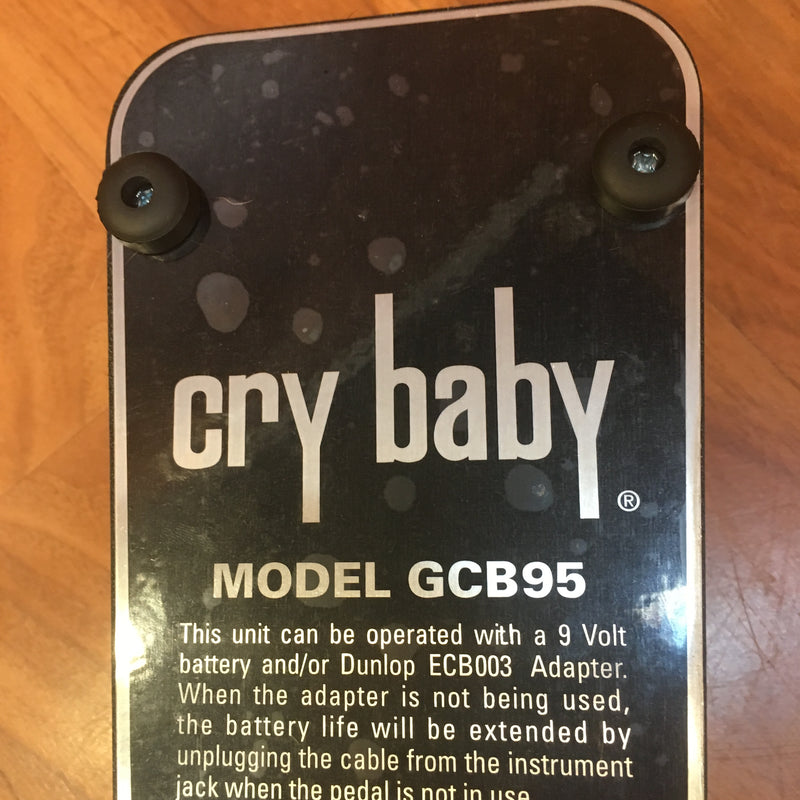 cry baby®
MODEL GCB95
This unit can be operated with a 9 Volt
battery and/or Dunlop ECB003 Adapter.
When the adapter is not being used,
the battery life will be extended by
unplugging the cable from the instrument
jack when the pedal is not in use